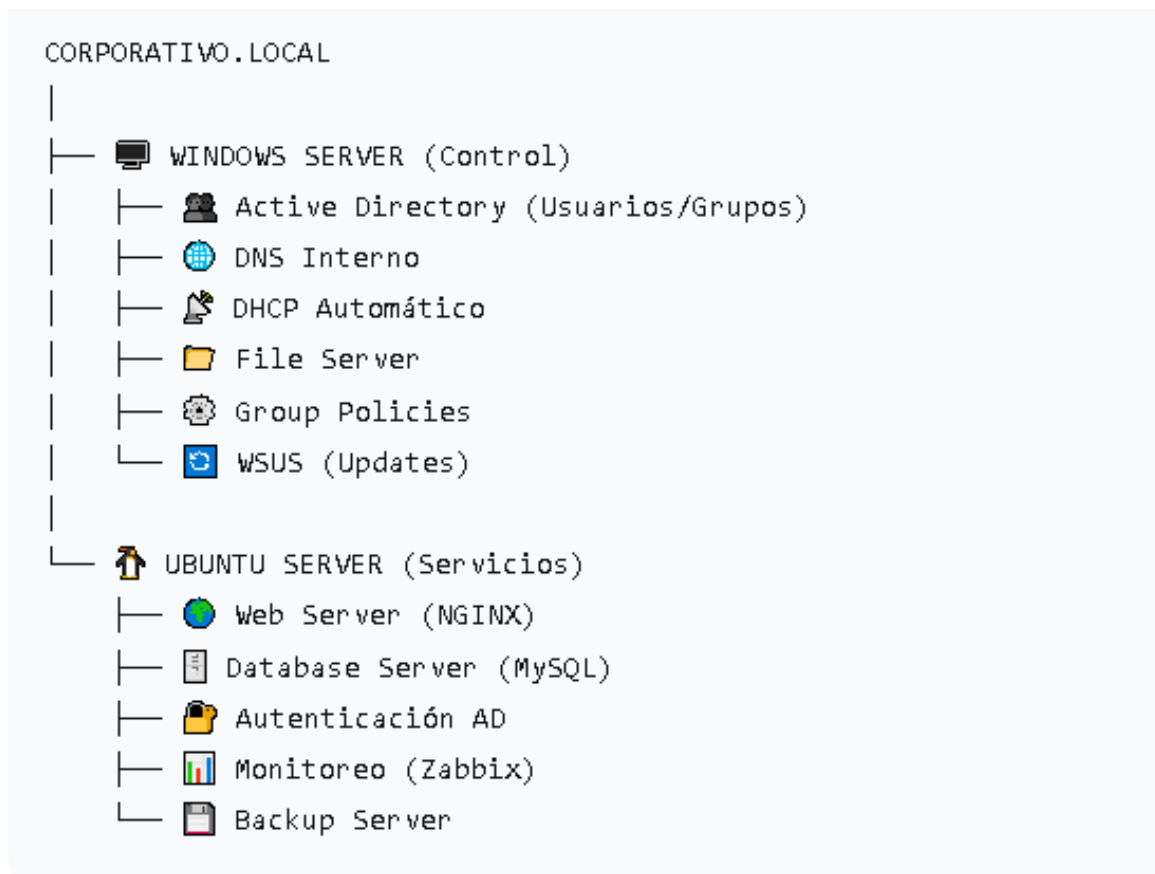 CORPORATIVO.LOCAL
│
├── 🖥️ WINDOWS SERVER (Control)
│   ├── 👥 Active Directory (Usuarios/Grupos)
│   ├── 🌐 DNS Interno
│   ├── 📡 DHCP Automático
│   ├── 📁 File Server
│   ├── ⚙️ Group Policies
│   └── 🔄 WSUS (Updates)
│
└── 🐧 UBUNTU SERVER (Servicios)
    ├── 🌍 Web Server (NGINX)
    ├── 🗄️ Database Server (MySQL)
    ├── 🔐 Autenticación AD
    ├── 📊 Monitoreo (Zabbix)
    └── 💾 Backup Server